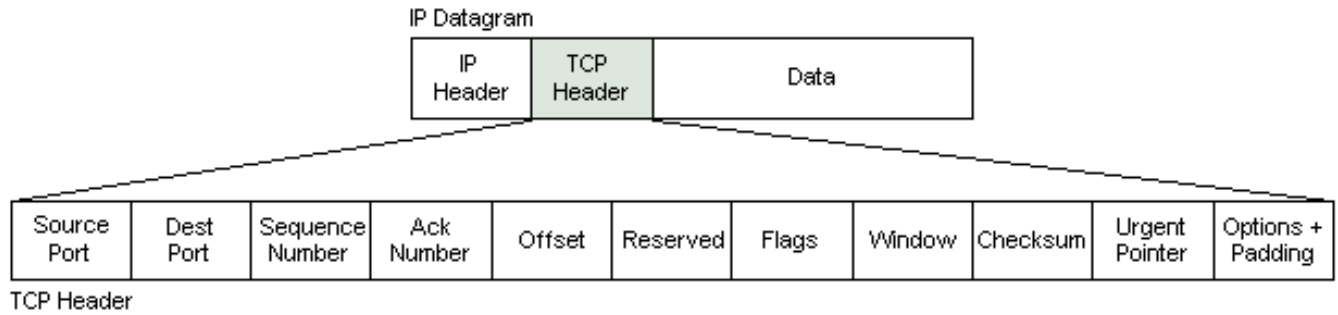 IP Datagram
IP TCP Data
Header Header
Source Dest Sequence Ack Offset Reserved Flags Window Checksum Urgent Options +
Port Port Number Number Pointer Padding
TCP Header